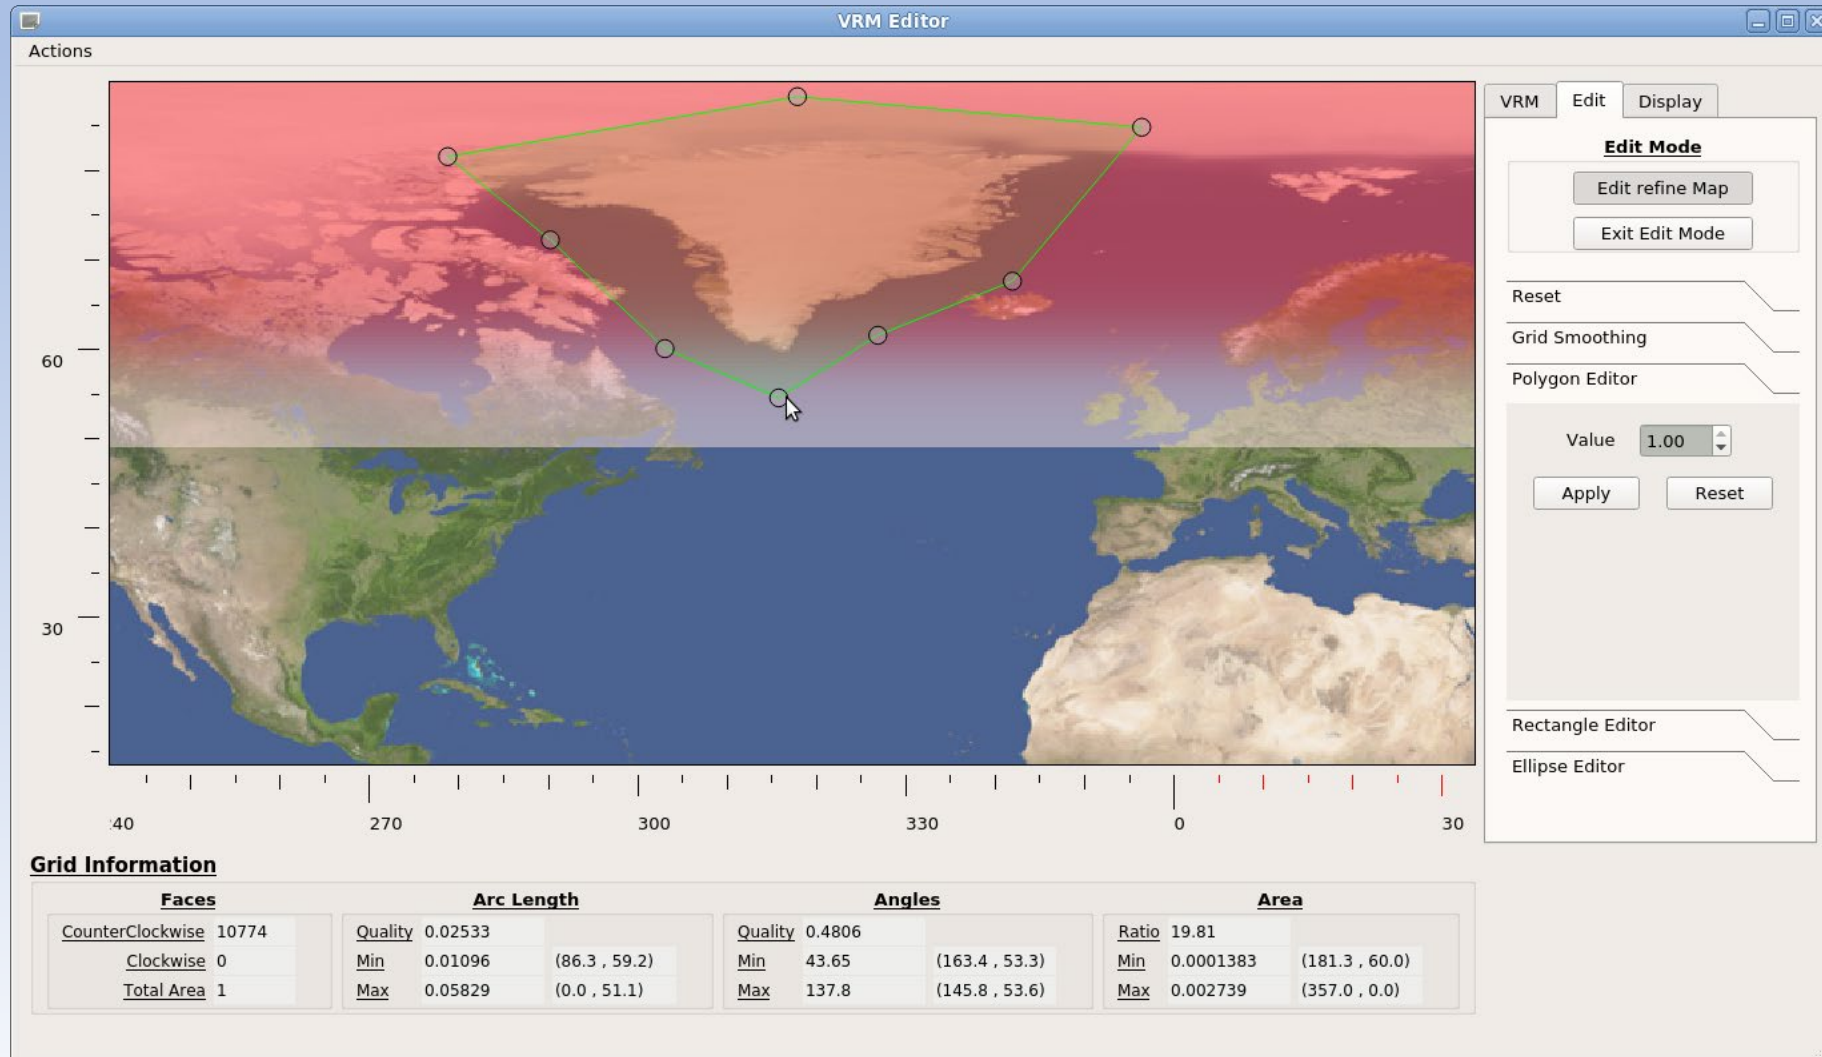 VRM Editor
Actions
VRM Edit Display
Edit Mode
Edit refine Map
Exit Edit Mode
Reset
Grid Smoothing
Polygon Editor
Value 1.00
Apply Reset
Rectangle Editor
Ellipse Editor
60
30
:40 270 300 330 0 30
Grid Information
Faces Arc Length Angles Area
CounterClockwise 10774 Quality 0.02533 Quality 0.4806 Ratio 19.81
Clockwise 0 Min 0.01096 (86.3 , 59.2) Min 43.65 (163.4 , 53.3) Min 0.0001383 (181.3 , 60.0)
Total Area 1 Max 0.05829 (0.0 , 51.1) Max 137.8 (145.8 , 53.6) Max 0.002739 (357.0 , 0.0)